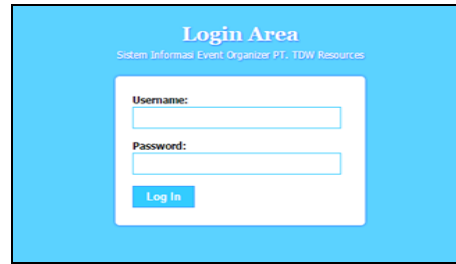 Login Area
Sistem Informasi Event Organizer PT. TDW Resources
Username:
Password:
Log In